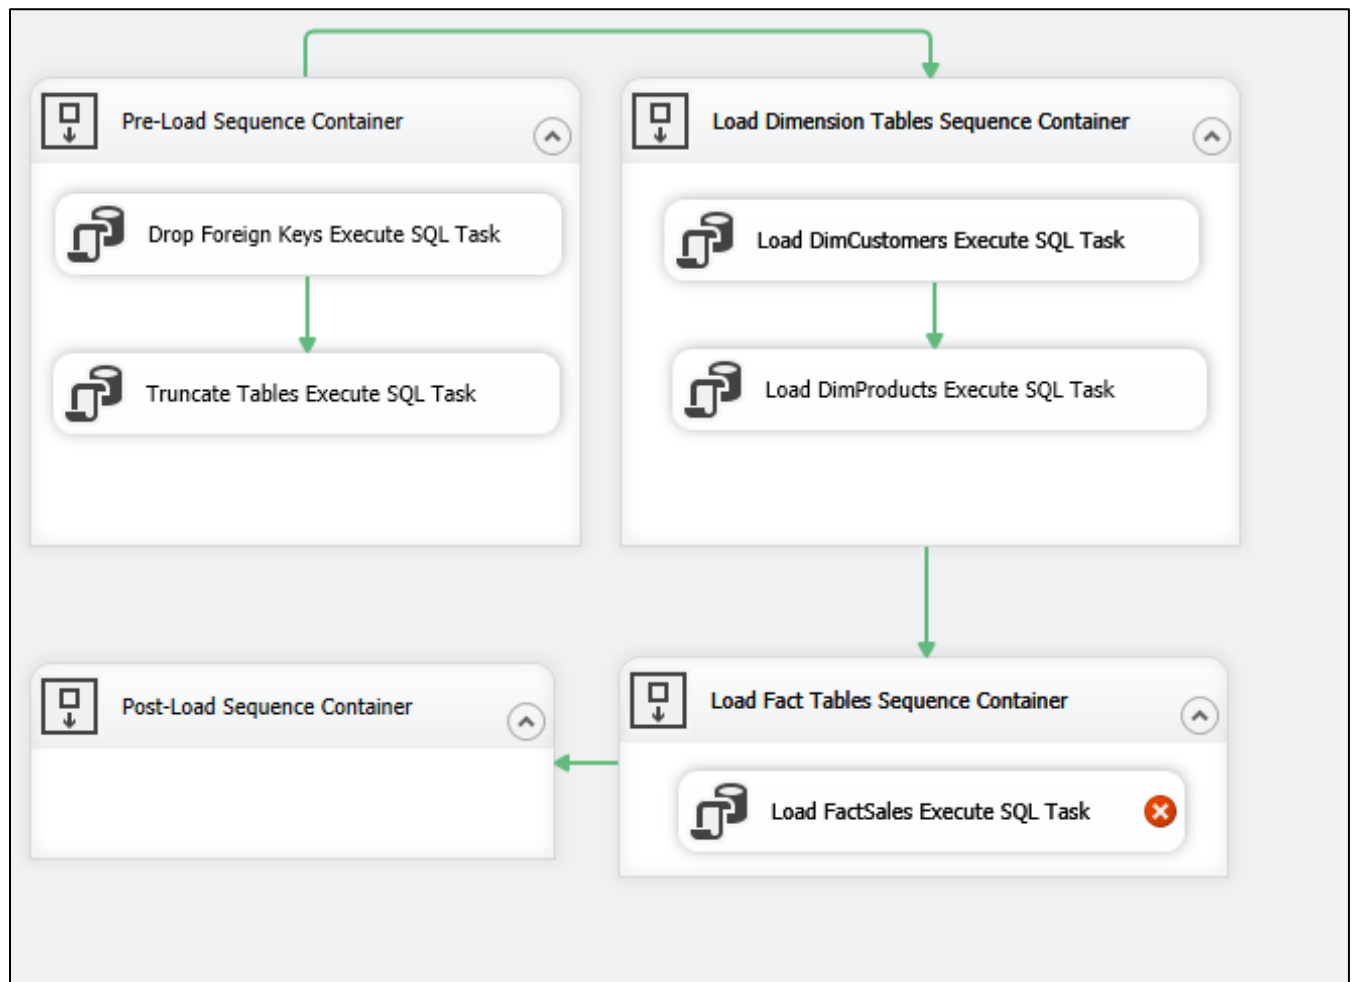 Pre-Load Sequence Container
Drop Foreign Keys Execute SQL Task
Truncate Tables Execute SQL Task
Load Dimension Tables Sequence Container
Load DimCustomers Execute SQL Task
Load DimProducts Execute SQL Task
Load Fact Tables Sequence Container
Load FactSales Execute SQL Task
Post-Load Sequence Container